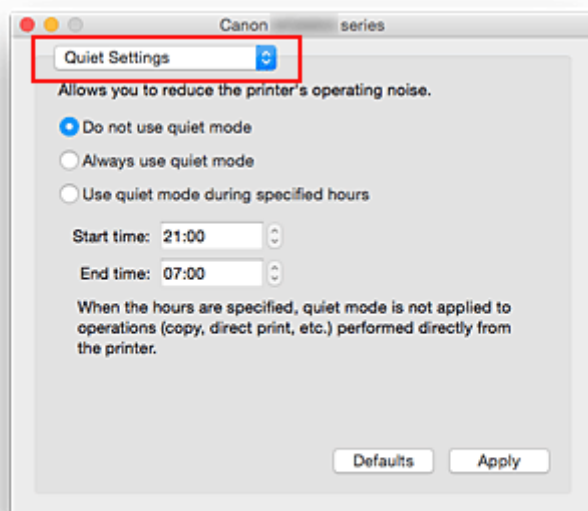 Canon series
Quiet Settings
Allows you to reduce the printer's operating noise.
Do not use quiet mode
Always use quiet mode
Use quiet mode during specified hours
Start time: 21:00
End time: 07:00
When the hours are specified, quiet mode is not applied to
operations (copy, direct print, etc.) performed directly from
the printer.
Defaults Apply